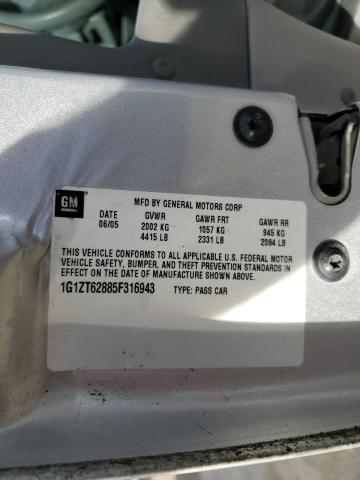 GM
MFD BY GENERAL MOTORS CORP
DATE GVWR GAWR FRT GAWR RR
06/05 2002 KG 1057 KG 945 KG
4415 LB 2331 LB 2084 LB
THIS VEHICLE CONFORMS TO ALL APPLICABLE U.S. FEDERAL MOTOR
VEHICLE SAFETY, BUMPER, AND THEFT PREVENTION STANDARDS
IN EFFECT ON THE DATE OF MANUFACTURE SHOWN ABOVE.
1G1ZT62885F316943 TYPE: PASS CAR